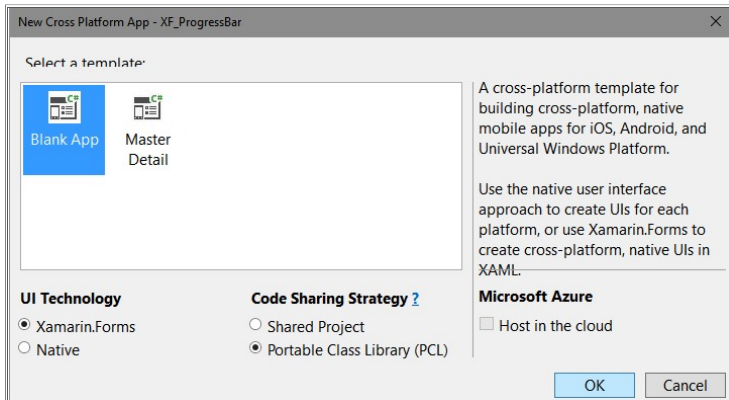 New Cross Platform App - XF_ProgressBar
Select a template:
C#
Blank App
C#
Master
Detail
A cross-platform template for
building cross-platform, native
mobile apps for iOS, Android, and
Universal Windows Platform.
Use the native user interface
approach to create UIs for each
platform, or use Xamarin.Forms to
create cross-platform, native UIs in
XAML.
UI Technology
Xamarin.Forms
Native
Code Sharing Strategy ?
Shared Project
Portable Class Library (PCL)
Microsoft Azure
Host in the cloud
OK
Cancel